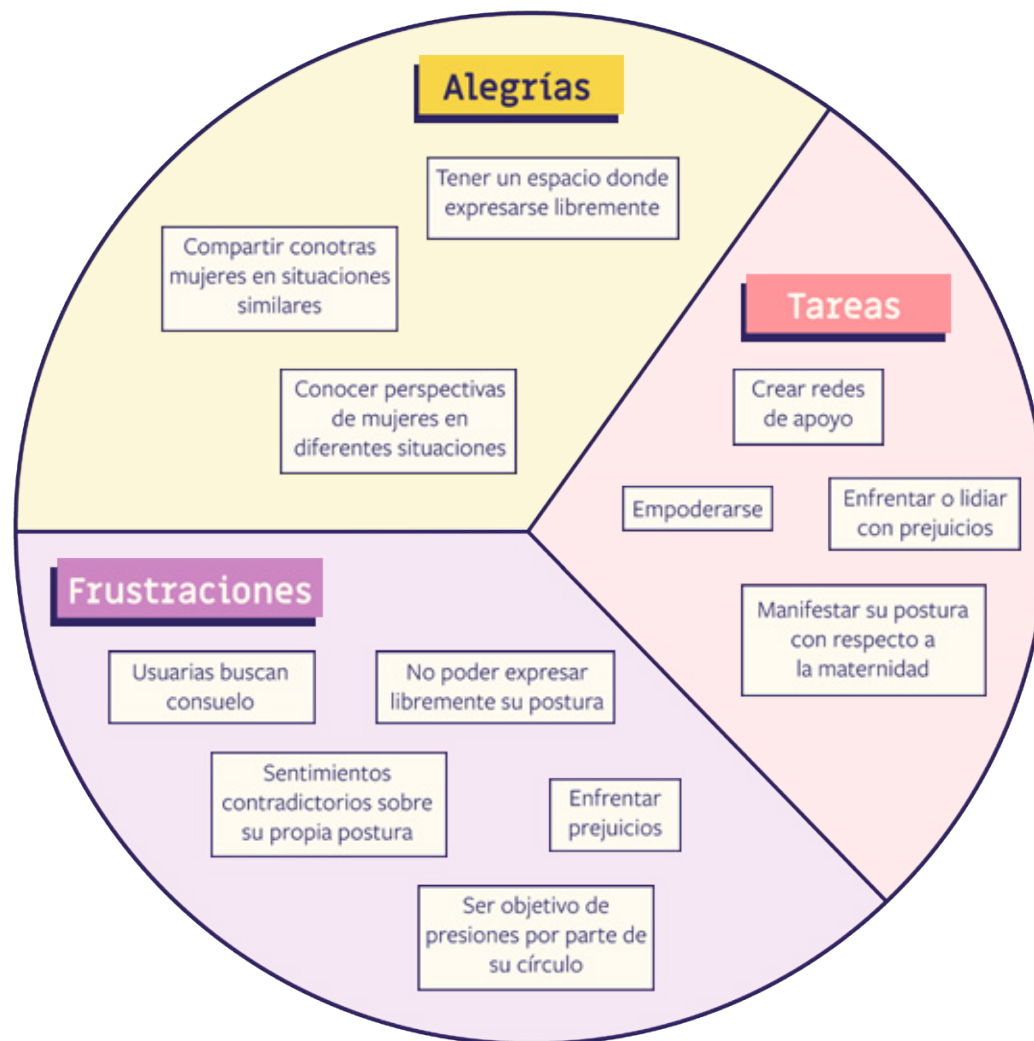 Alegrías
Tener un espacio donde
expresarse libremente
Compartir conotras
mujeres en situaciones
similares
Conocer perspectivas
de mujeres en
diferentes situaciones
Tareas
Crear redes
de apoyo
Empoderarse
Enfrentar o lidiar
con prejuicios
Manifestar su postura
con respecto a
la maternidad
Frustraciones
Usuarias buscan
consuelo
No poder expresar
libremente su postura
Sentimientos
contradictorios sobre
su propia postura
Enfrentar
prejuicios
Ser objetivo de
presiones por parte de
su círculo